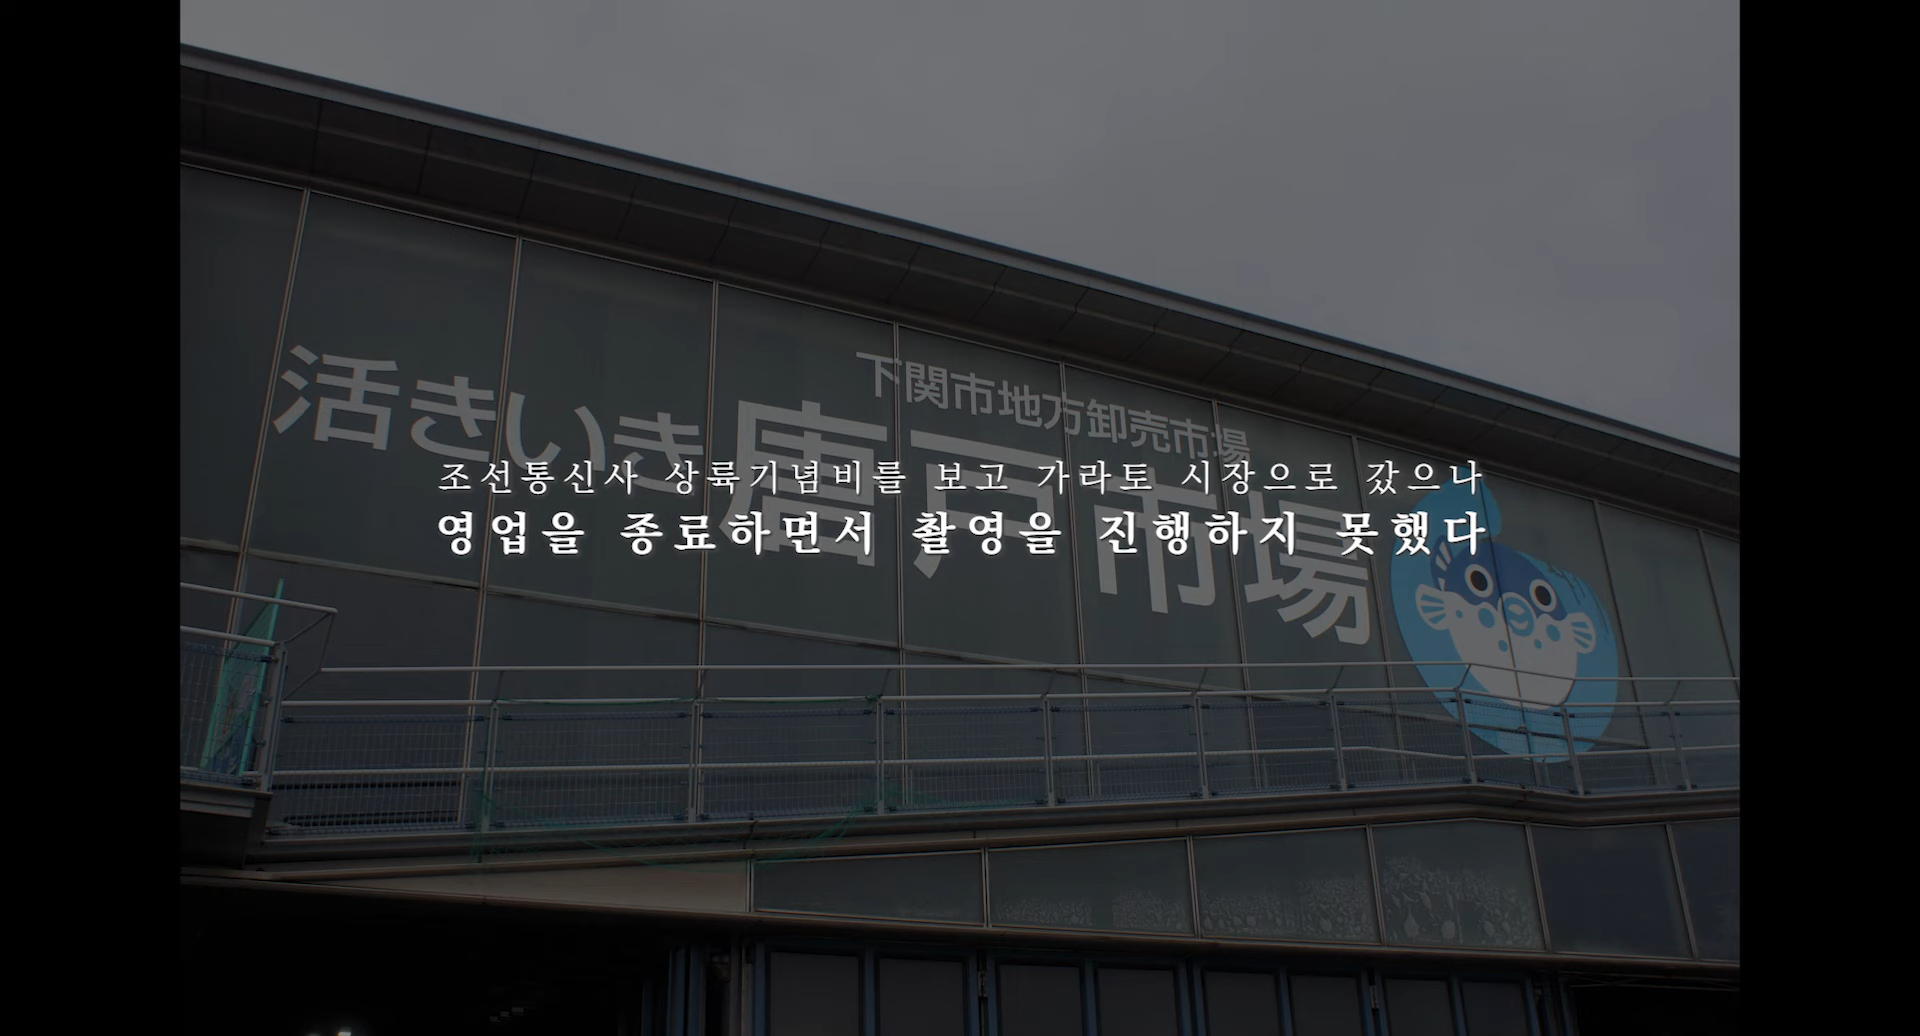 下関市地方卸売市場
活きいき唐戸市場
조선통신사 상륙기념비를 보고 가라토 시장으로 갔으나
영업을 종료하면서 촬영을 진행하지 못했다